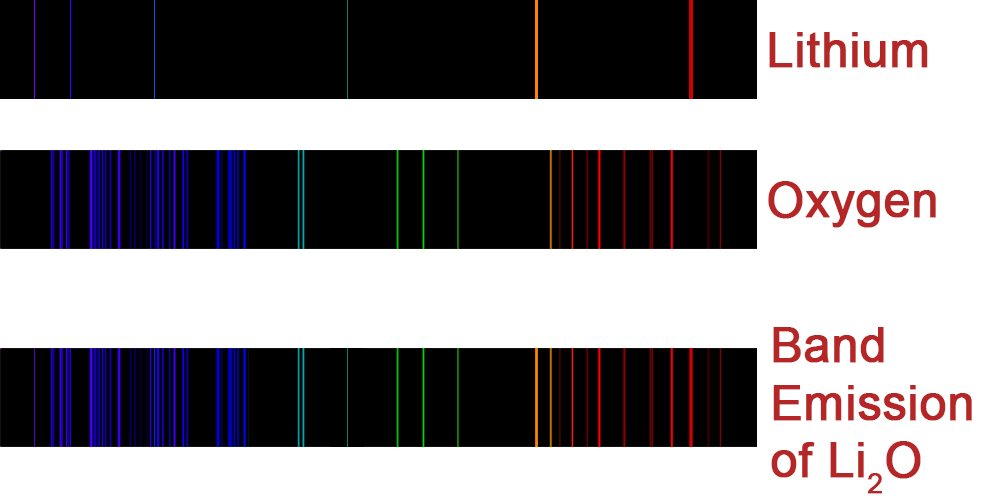 Lithium
Oxygen
Band
Emission
of Li₂O